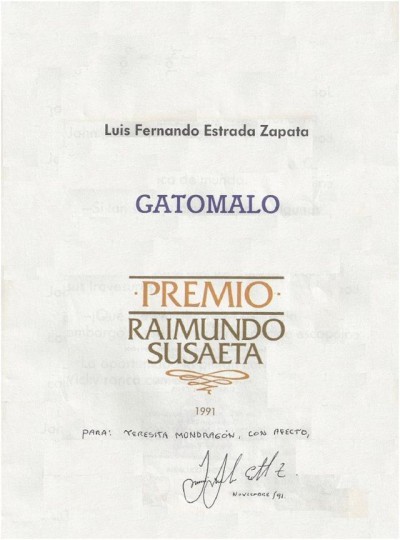 Luis Fernando Estrada Zapata
GATOMALO
·PREMIO·
RAIMUNDO
SUSAETA
1991
PARA: TERESITA MONDRAGÓN, CON AFECTO,
NOVIEMBRE/91.